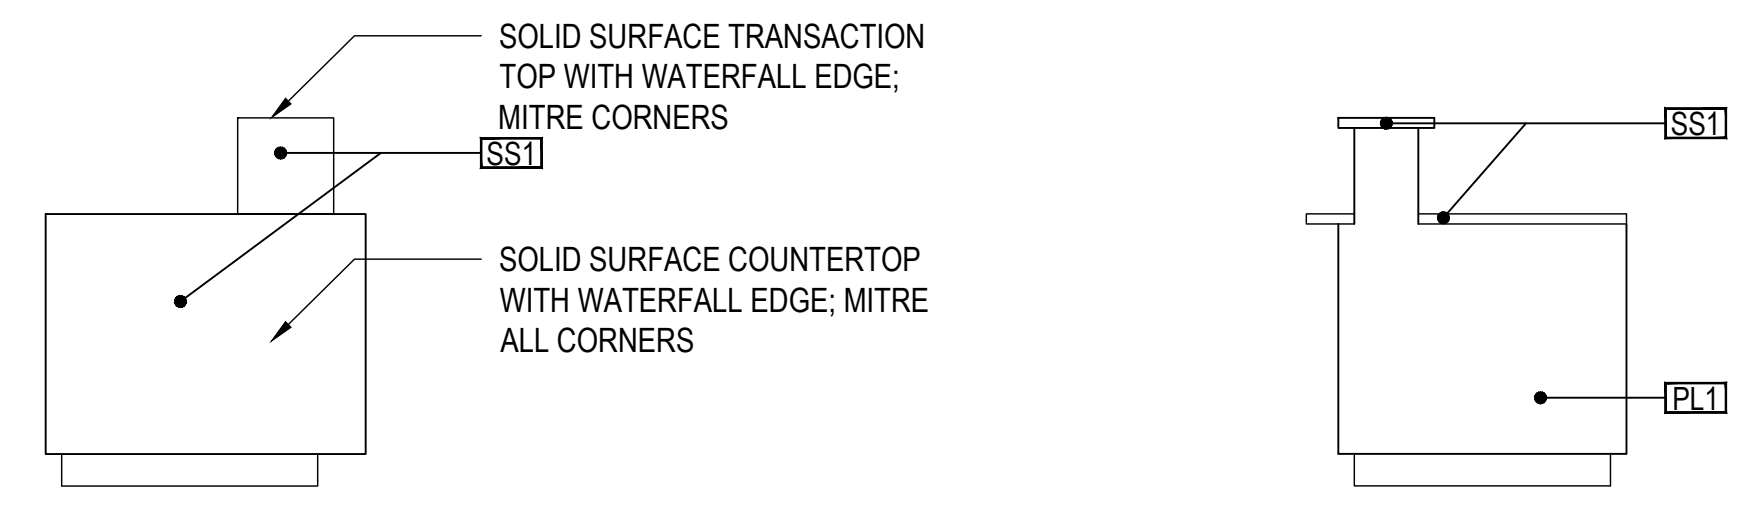 SOLID SURFACE TRANSACTION
TOP WITH WATERFALL EDGE;
MITRE CORNERS
SS1
SOLID SURFACE COUNTERTOP
WITH WATERFALL EDGE; MITRE
ALL CORNERS
SS1
PL1